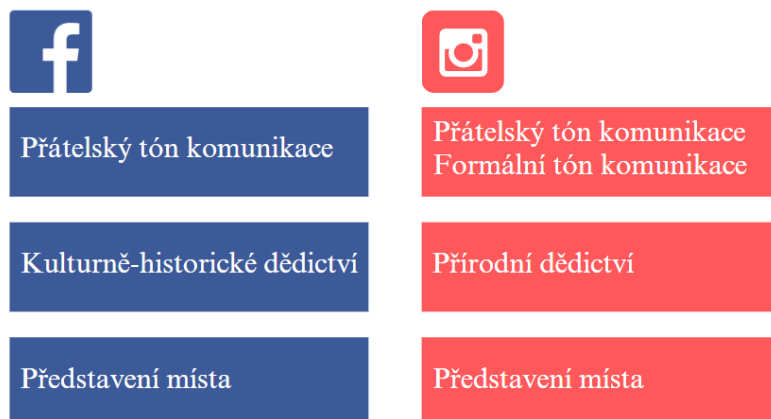 Přátelský tón komunikace
Kulturně-historické dědictví
Představení místa
Přátelský tón komunikace
Formální tón komunikace
Přírodní dědictví
Představení místa